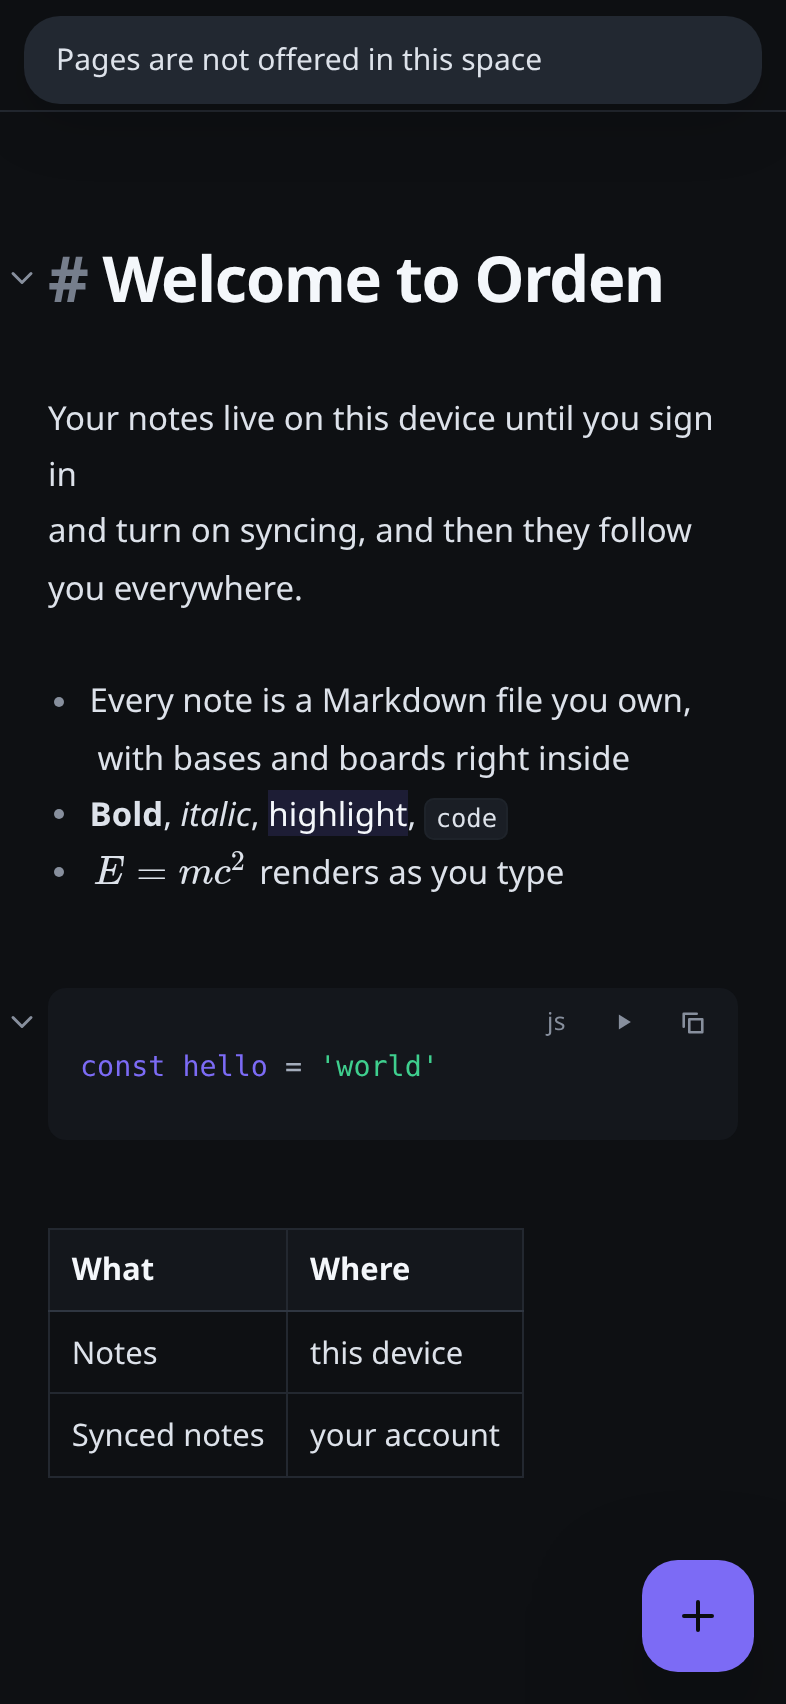 Pages are not offered in this space
# Welcome to Orden
Your notes live on this device until you sign
in
and turn on syncing, and then they follow
you everywhere.
• Every note is a Markdown file you own,
with bases and boards right inside
• Bold, italic, highlight, code
• E = mc² renders as you type
js
const hello = 'world'
What Where
Notes this device
Synced notes your account